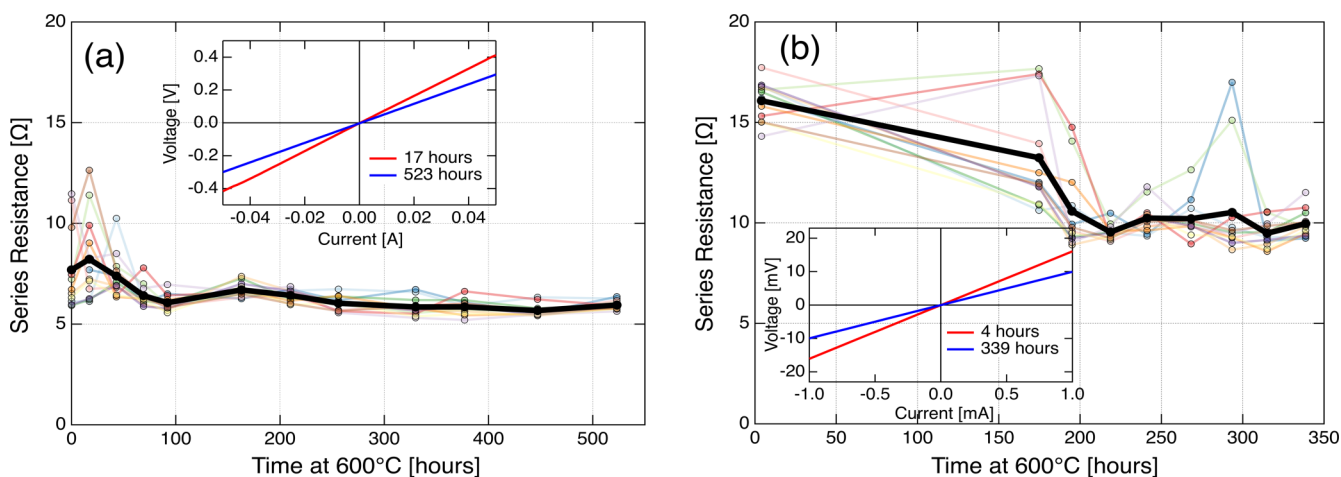 (a)
Series Resistance [Ω]
20
15
10
5
0
0 100 200 300 400 500
Time at 600°C [hours]
Voltage [V]
0.4
0.2
0.0
-0.2
-0.4
-0.04 -0.02 0.00 0.02 0.04
Current [A]
17 hours
523 hours
(b)
Series Resistance [Ω]
20
15
10
5
0
0 50 100 150 200 250 300 350
Time at 600°C [hours]
Voltage [mV]
20
10
0
-10
-20
-1.0 -0.5 0.0 0.5 1.0
Current [mA]
4 hours
339 hours